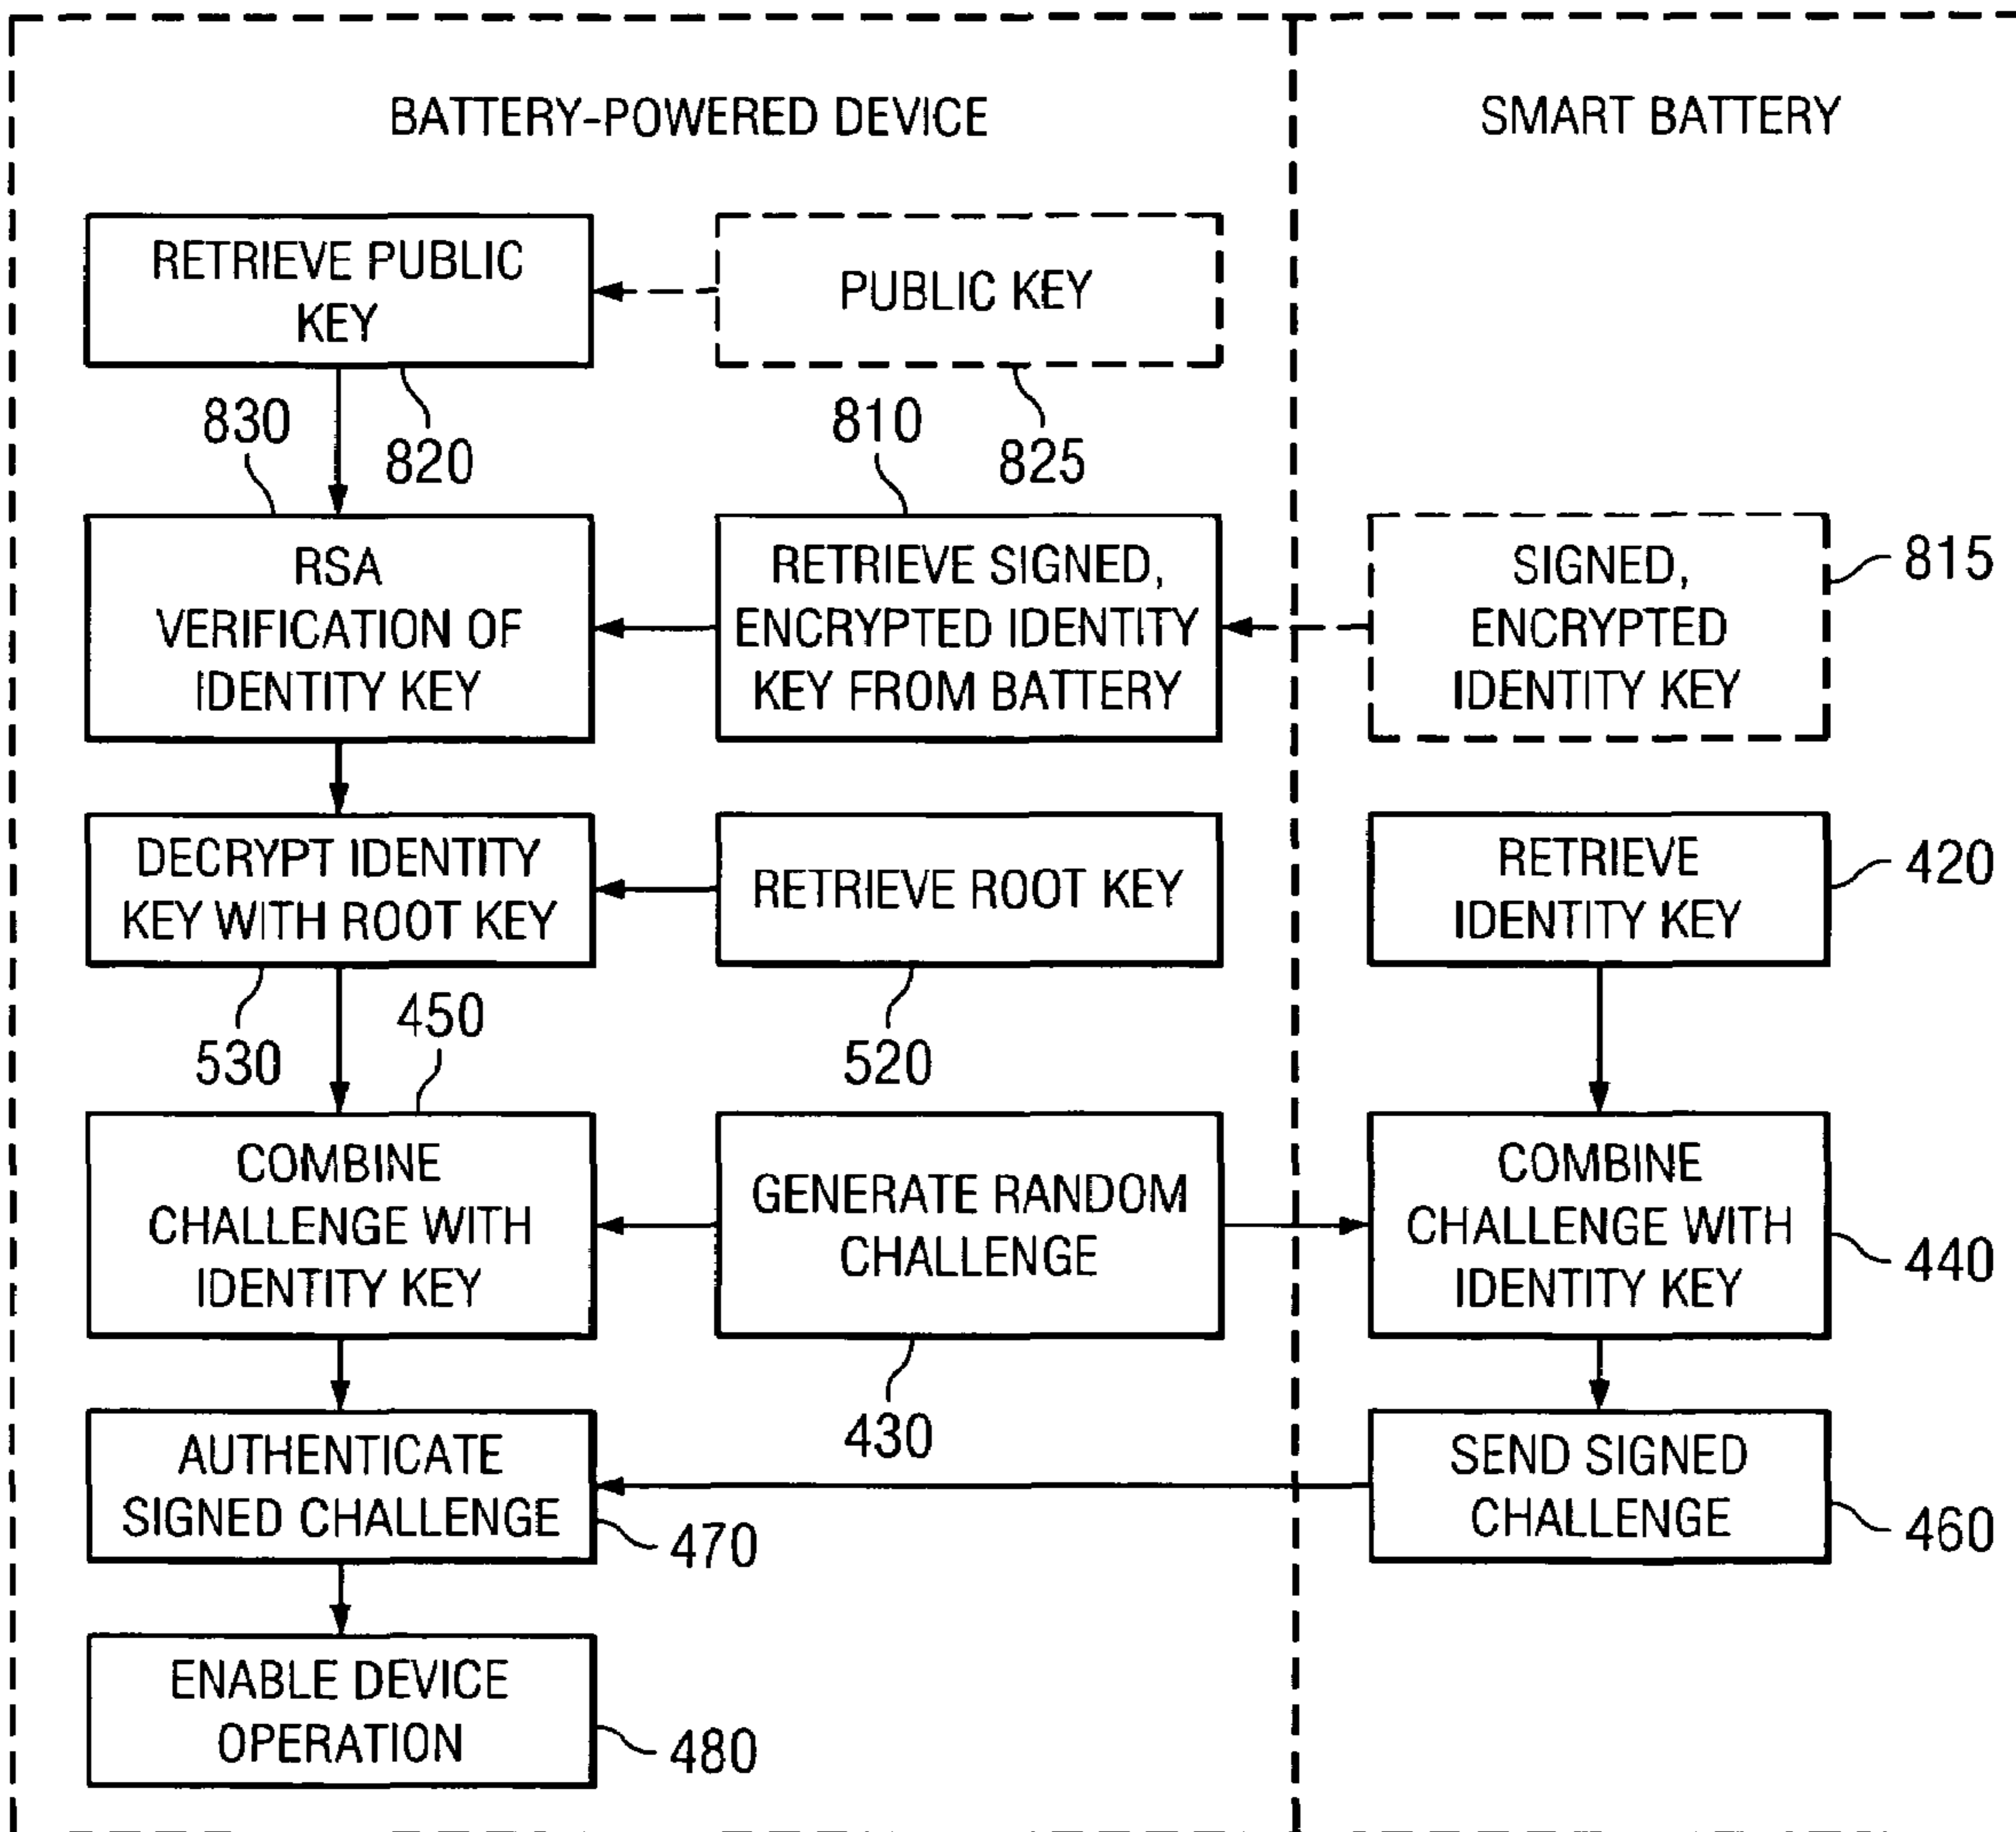 BATTERY-POWERED DEVICE
SMART BATTERY
RETRIEVE PUBLIC
KEY
PUBLIC KEY
830
820
810
825
RSA
VERIFICATION OF
IDENTITY KEY
RETRIEVE SIGNED,
ENCRYPTED IDENTITY
KEY FROM BATTERY
SIGNED,
ENCRYPTED
IDENTITY KEY
815
DECRYPT IDENTITY
KEY WITH ROOT KEY
RETRIEVE ROOT KEY
RETRIEVE
IDENTITY KEY
420
530
450
520
COMBINE
CHALLENGE WITH
IDENTITY KEY
GENERATE RANDOM
CHALLENGE
COMBINE
CHALLENGE WITH
IDENTITY KEY
440
430
AUTHENTICATE
SIGNED CHALLENGE
470
SEND SIGNED
CHALLENGE
460
ENABLE DEVICE
OPERATION
480